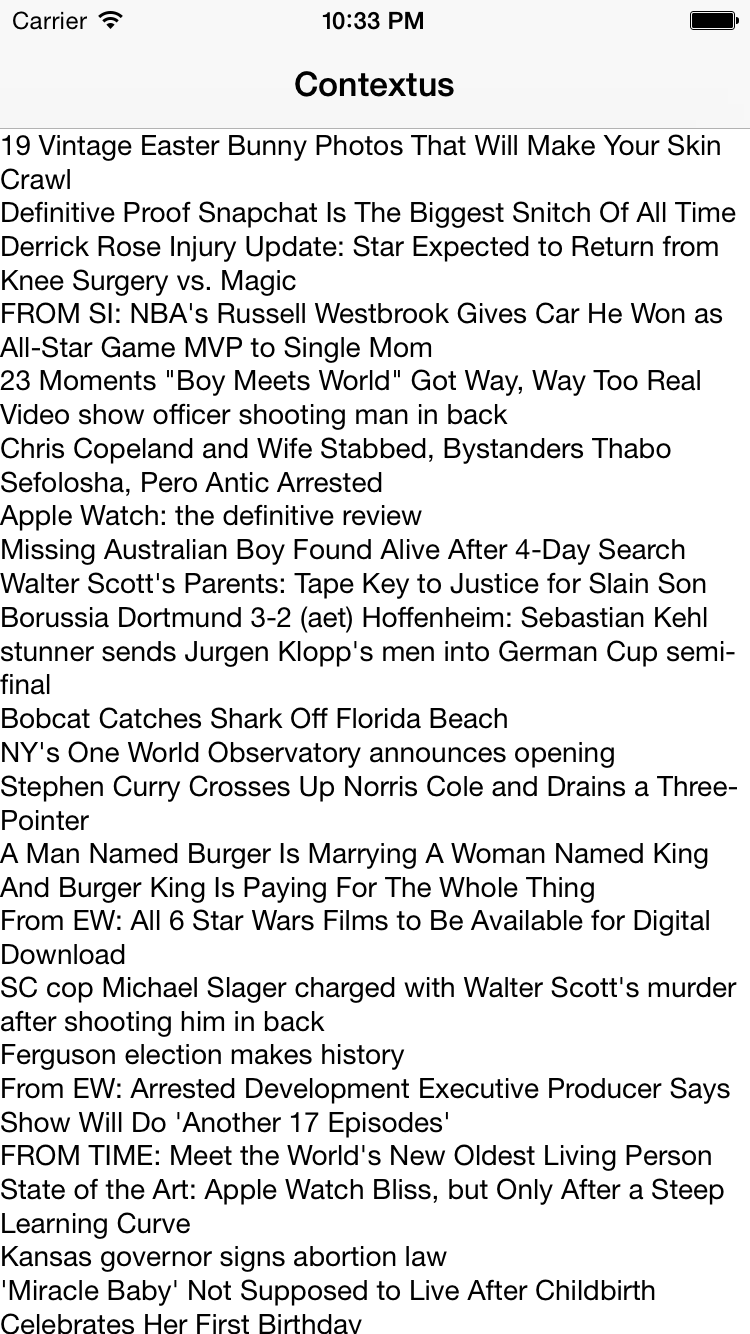 Carrier 10:33 PM
Contextus
19 Vintage Easter Bunny Photos That Will Make Your Skin
Crawl
Definitive Proof Snapchat Is The Biggest Snitch Of All Time
Derrick Rose Injury Update: Star Expected to Return from
Knee Surgery vs. Magic
FROM SI: NBA's Russell Westbrook Gives Car He Won as
All-Star Game MVP to Single Mom
23 Moments "Boy Meets World" Got Way, Way Too Real
Video show officer shooting man in back
Chris Copeland and Wife Stabbed, Bystanders Thabo
Sefolosha, Pero Antic Arrested
Apple Watch: the definitive review
Missing Australian Boy Found Alive After 4-Day Search
Walter Scott's Parents: Tape Key to Justice for Slain Son
Borussia Dortmund 3-2 (aet) Hoffenheim: Sebastian Kehl
stunner sends Jurgen Klopp's men into German Cup semi-
final
Bobcat Catches Shark Off Florida Beach
NY's One World Observatory announces opening
Stephen Curry Crosses Up Norris Cole and Drains a Three-
Pointer
A Man Named Burger Is Marrying A Woman Named King
And Burger King Is Paying For The Whole Thing
From EW: All 6 Star Wars Films to Be Available for Digital
Download
SC cop Michael Slager charged with Walter Scott's murder
after shooting him in back
Ferguson election makes history
From EW: Arrested Development Executive Producer Says
Show Will Do 'Another 17 Episodes'
FROM TIME: Meet the World's New Oldest Living Person
State of the Art: Apple Watch Bliss, but Only After a Steep
Learning Curve
Kansas governor signs abortion law
'Miracle Baby' Not Supposed to Live After Childbirth
Celebrates Her First Birthday